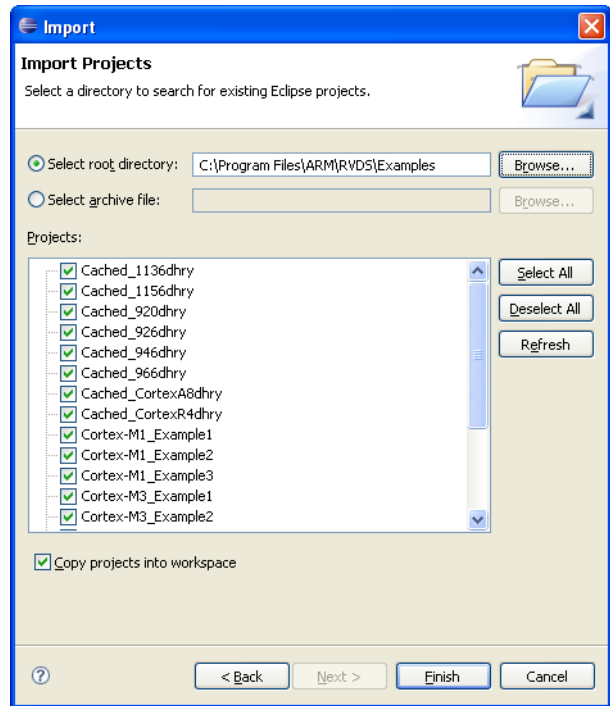 Import
Import Projects
Select a directory to search for existing Eclipse projects.
Select root directory: C:\Program Files\ARM\RVDS\Examples Browse...
Select archive file: Browse...
Projects:
Cached_1136dhry
Cached_1156dhry
Cached_920dhry
Cached_926dhry
Cached_946dhry
Cached_966dhry
Cached_CortexA8dhry
Cached_CortexR4dhry
Cortex-M1_Example1
Cortex-M1_Example2
Cortex-M1_Example3
Cortex-M3_Example1
Cortex-M3_Example2
Select All
Deselect All
Refresh
Copy projects into workspace
? < Back Next > Finish Cancel